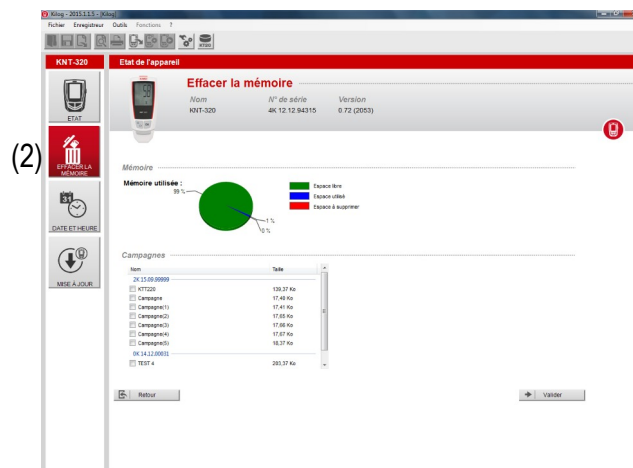 Kilog - 2015.1.1.5 - [Kilog]
Fichier Enregistreur Outils Fonctions ?
KTDO
KNT-320 Etat de l'appareil
Effacer la mémoire
Nom N° de série Version
KNT-320 4K.12.12.94315 0.72 (2053)
ETAT
(2)
EFFACER LA
MÉMOIRE
31
DATE ET HEURE
MISE À JOUR
Mémoire
Mémoire utilisée :
99 %
1 %
0 %
Espace libre
Espace utilisé
Espace à supprimer
Campagnes
Nom Taille
2K 15.09.99999
KTT220 139,37 Ko
Campagne 17,48 Ko
Campagne(1) 17,41 Ko
Campagne(2) 17,65 Ko
Campagne(3) 17,68 Ko
Campagne(4) 17,67 Ko
Campagne(5) 18,37 Ko
8K 14.12.00031
TEST 4 283,37 Ko
Retour Valider